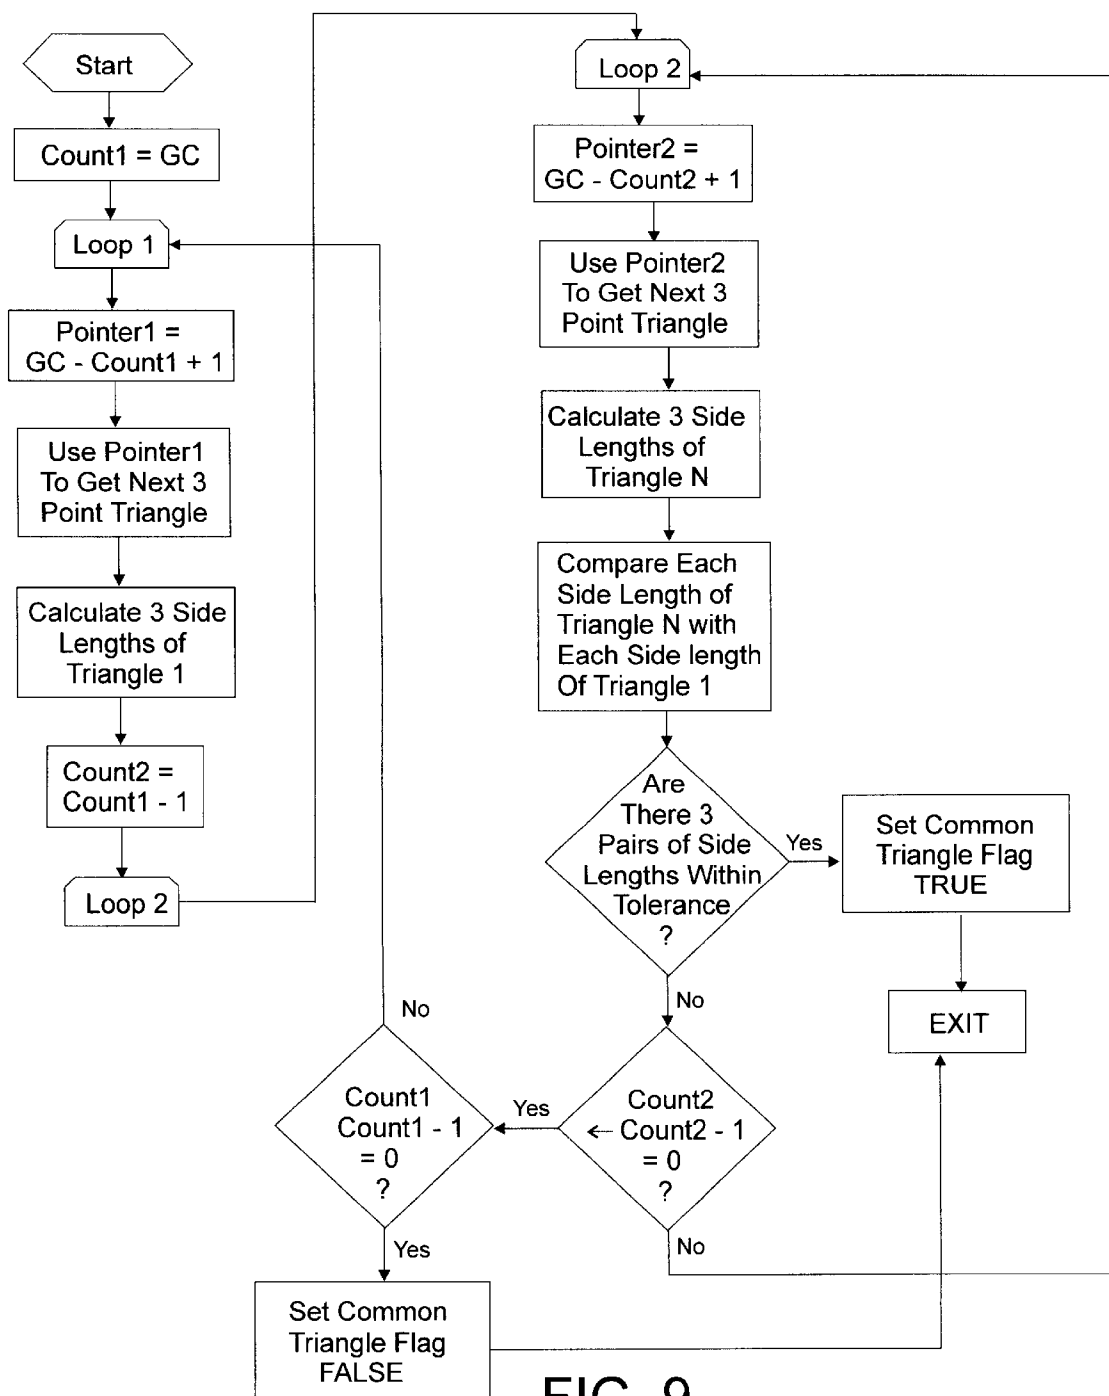 Start
Count1 = GC
Loop 1
Pointer1 =
GC - Count1 + 1
Use Pointer1
To Get Next 3
Point Triangle
Calculate 3 Side
Lengths of
Triangle 1
Count2 =
Count1 - 1
Loop 2
Loop 2
Pointer2 =
GC - Count2 + 1
Use Pointer2
To Get Next 3
Point Triangle
Calculate 3 Side
Lengths of
Triangle N
Compare Each
Side Length of
Triangle N with
Each Side length
Of Triangle 1
Are
There 3
Pairs of Side
Lengths Within
Tolerance
?
Yes
Set Common
Triangle Flag
TRUE
EXIT
No
Count2
← Count2 - 1
= 0
?
No
Yes
Count1
Count1 - 1
= 0
?
No
Yes
Set Common
Triangle Flag
FALSE
FIG. 9